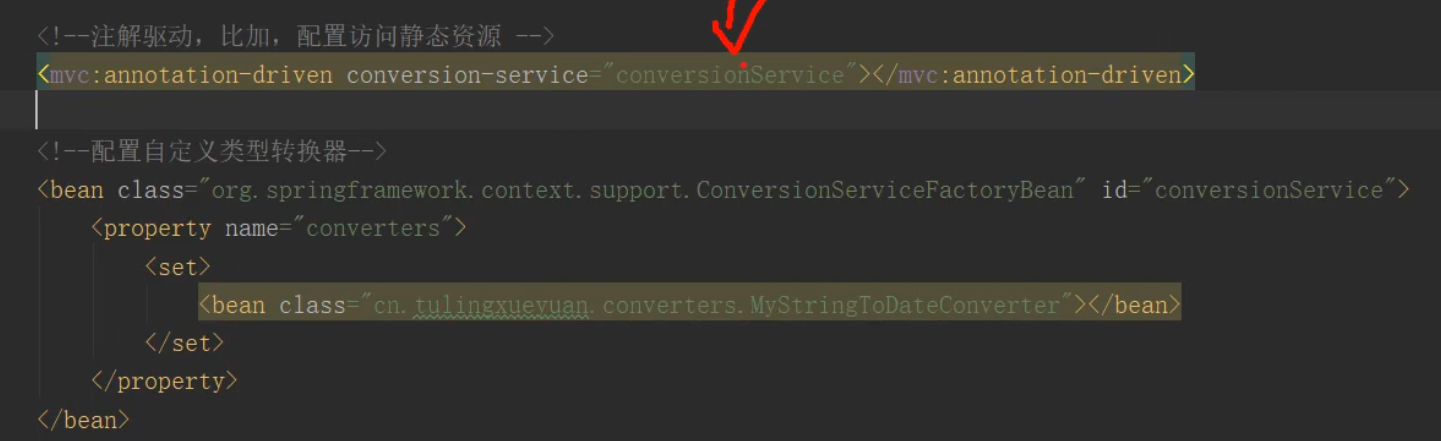 <!--注解驱动，比加，配置访问静态资源 -->
<mvc:annotation-driven conversion-service="conversionService"></mvc:annotation-driven>
<!--配置自定义类型转换器-->
<bean class="org.springframework.context.support.ConversionServiceFactoryBean" id="conversionService">
<property name="converters">
<set>
<bean class="cn.tulingxueyuan.converters.MyStringToDateConverter"></bean>
</set>
</property>
</bean>